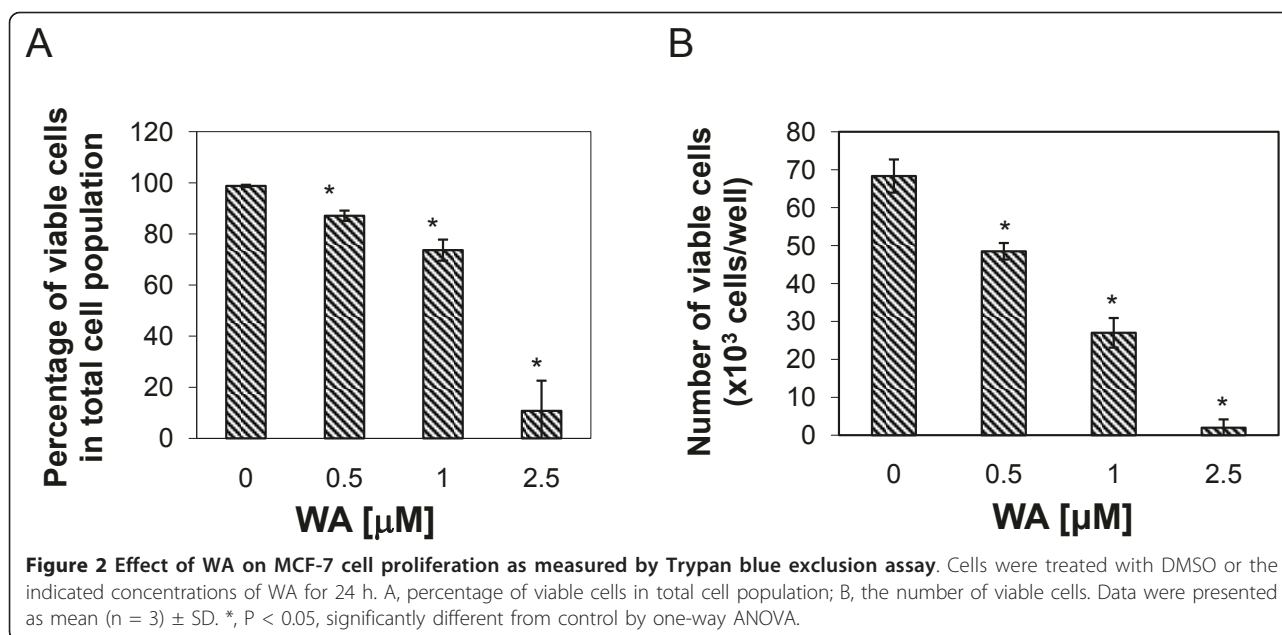 A
Percentage of viable cells
in total cell population
120
100
80
60
40
20
0
*
*
*
0 0.5 1 2.5
WA [μM]
B
Number of viable cells
(x10³ cells/well)
80
70
60
50
40
30
20
10
0
*
*
*
0 0.5 1 2.5
WA [µM]
Figure 2 Effect of WA on MCF-7 cell proliferation as measured by Trypan blue exclusion assay. Cells were treated with DMSO or the
indicated concentrations of WA for 24 h. A, percentage of viable cells in total cell population; B, the number of viable cells. Data were presented
as mean (n = 3) ± SD. *, P < 0.05, significantly different from control by one-way ANOVA.